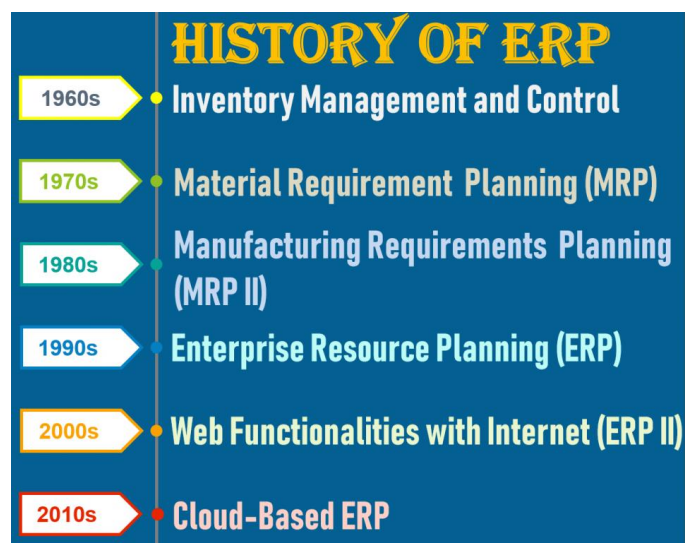 HISTORY OF ERP
1960s
Inventory Management and Control
1970s
Material Requirement Planning (MRP)
1980s
Manufacturing Requirements Planning
(MRP II)
1990s
Enterprise Resource Planning (ERP)
2000s
Web Functionalities with Internet (ERP II)
2010s
Cloud-Based ERP